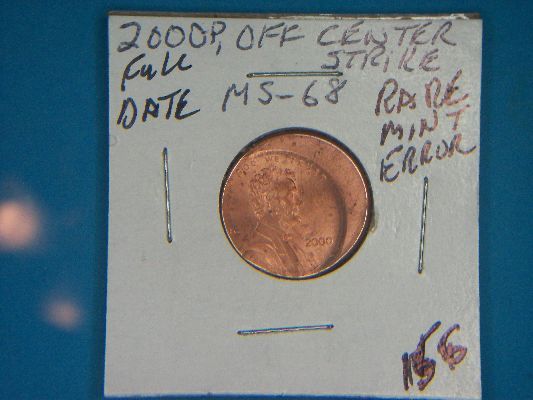 2000P, OFF CENTER
Full STRIKE
DATE MS-68 RARE
MINT
ERROR
2000